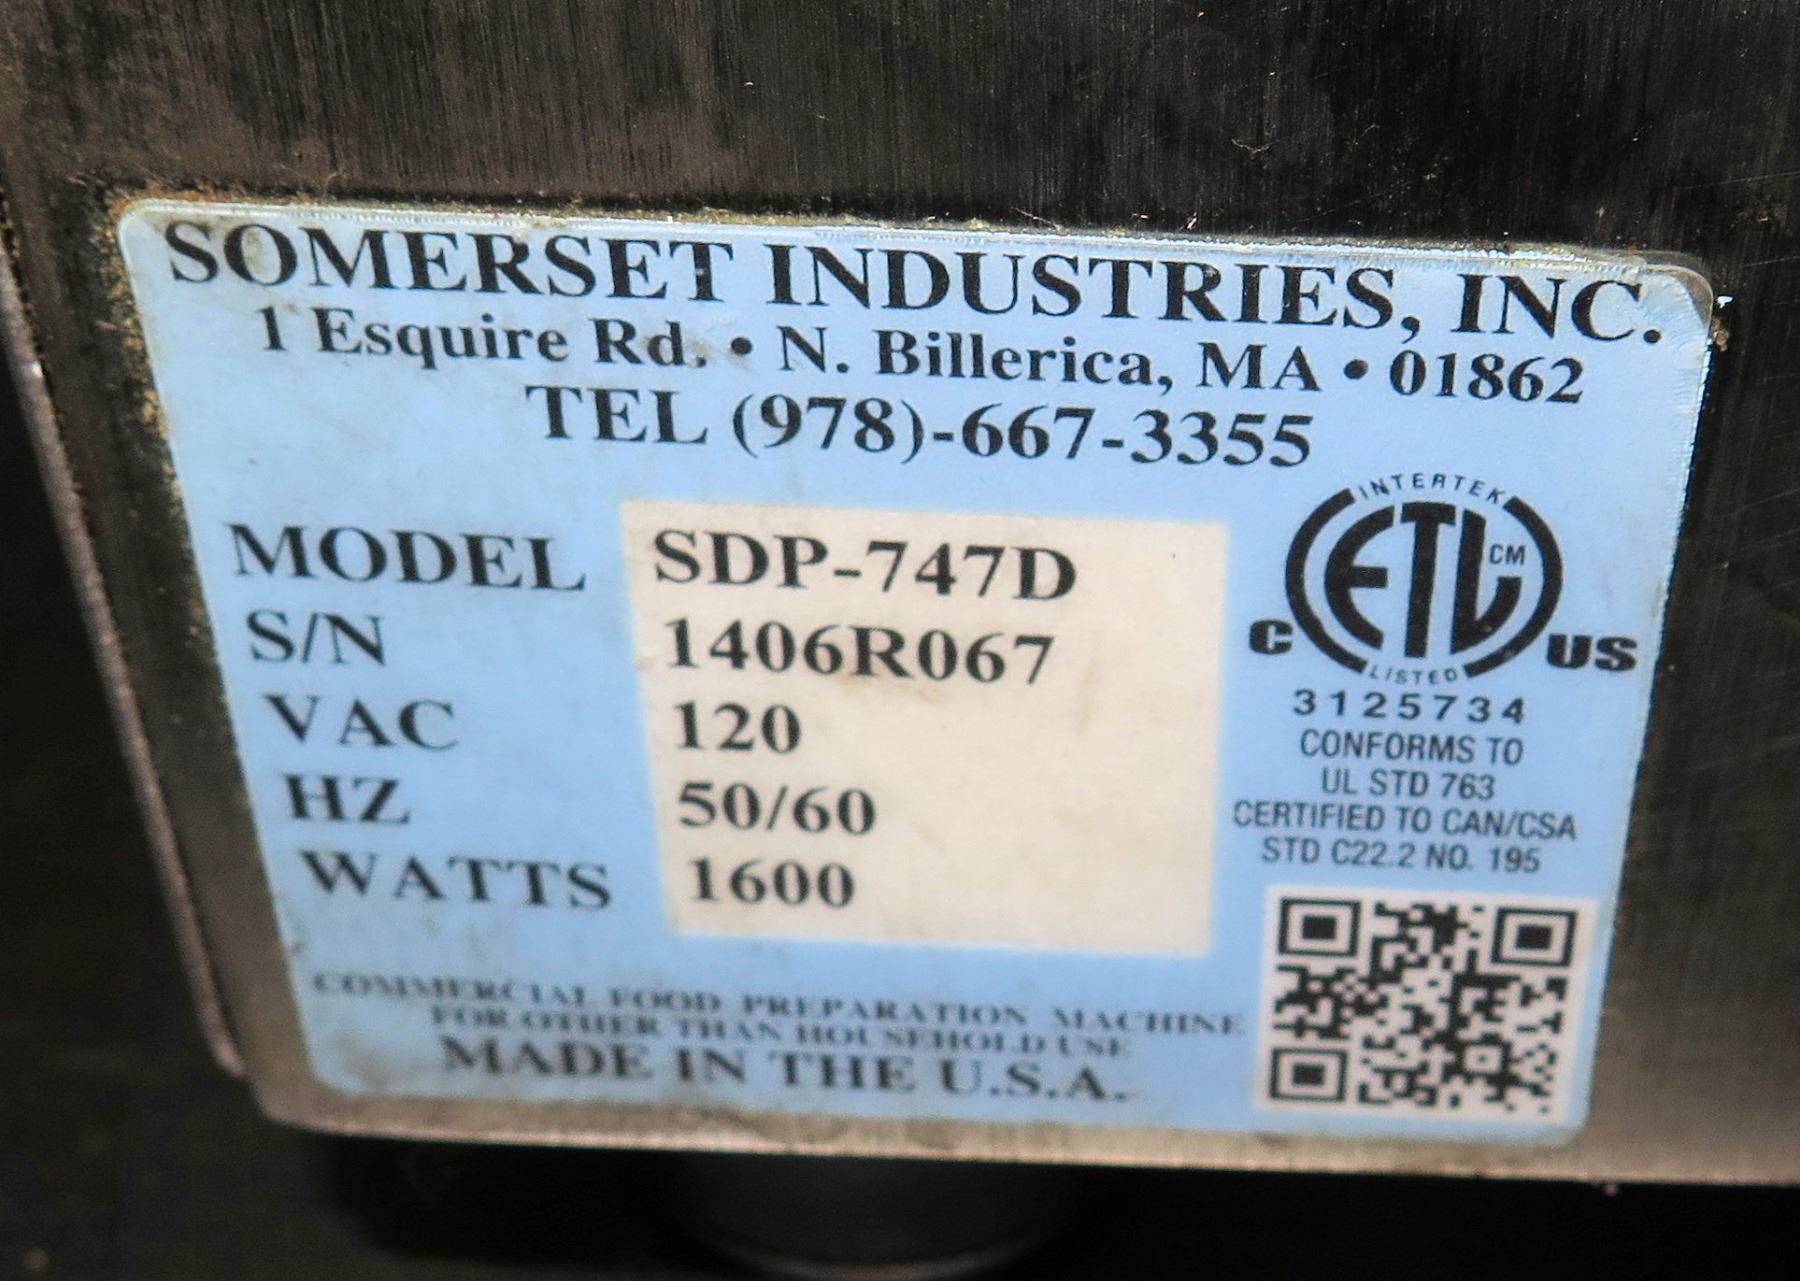 SOMERSET INDUSTRIES, INC.
1 Esquire Rd. • N. Billerica, MA • 01862
TEL (978)-667-3355
MODEL SDP-747D
S/N 1406R067
VAC 120
HZ 50/60
WATTS 1600
INTERTEK
ETL CM
C US
LISTED
3125734
CONFORMS TO
UL STD 763
CERTIFIED TO CAN/CSA
STD C22.2 NO. 195
COMMERCIAL FOOD PREPARATION MACHINE
FOR OTHER THAN HOUSEHOLD USE
MADE IN THE U.S.A.